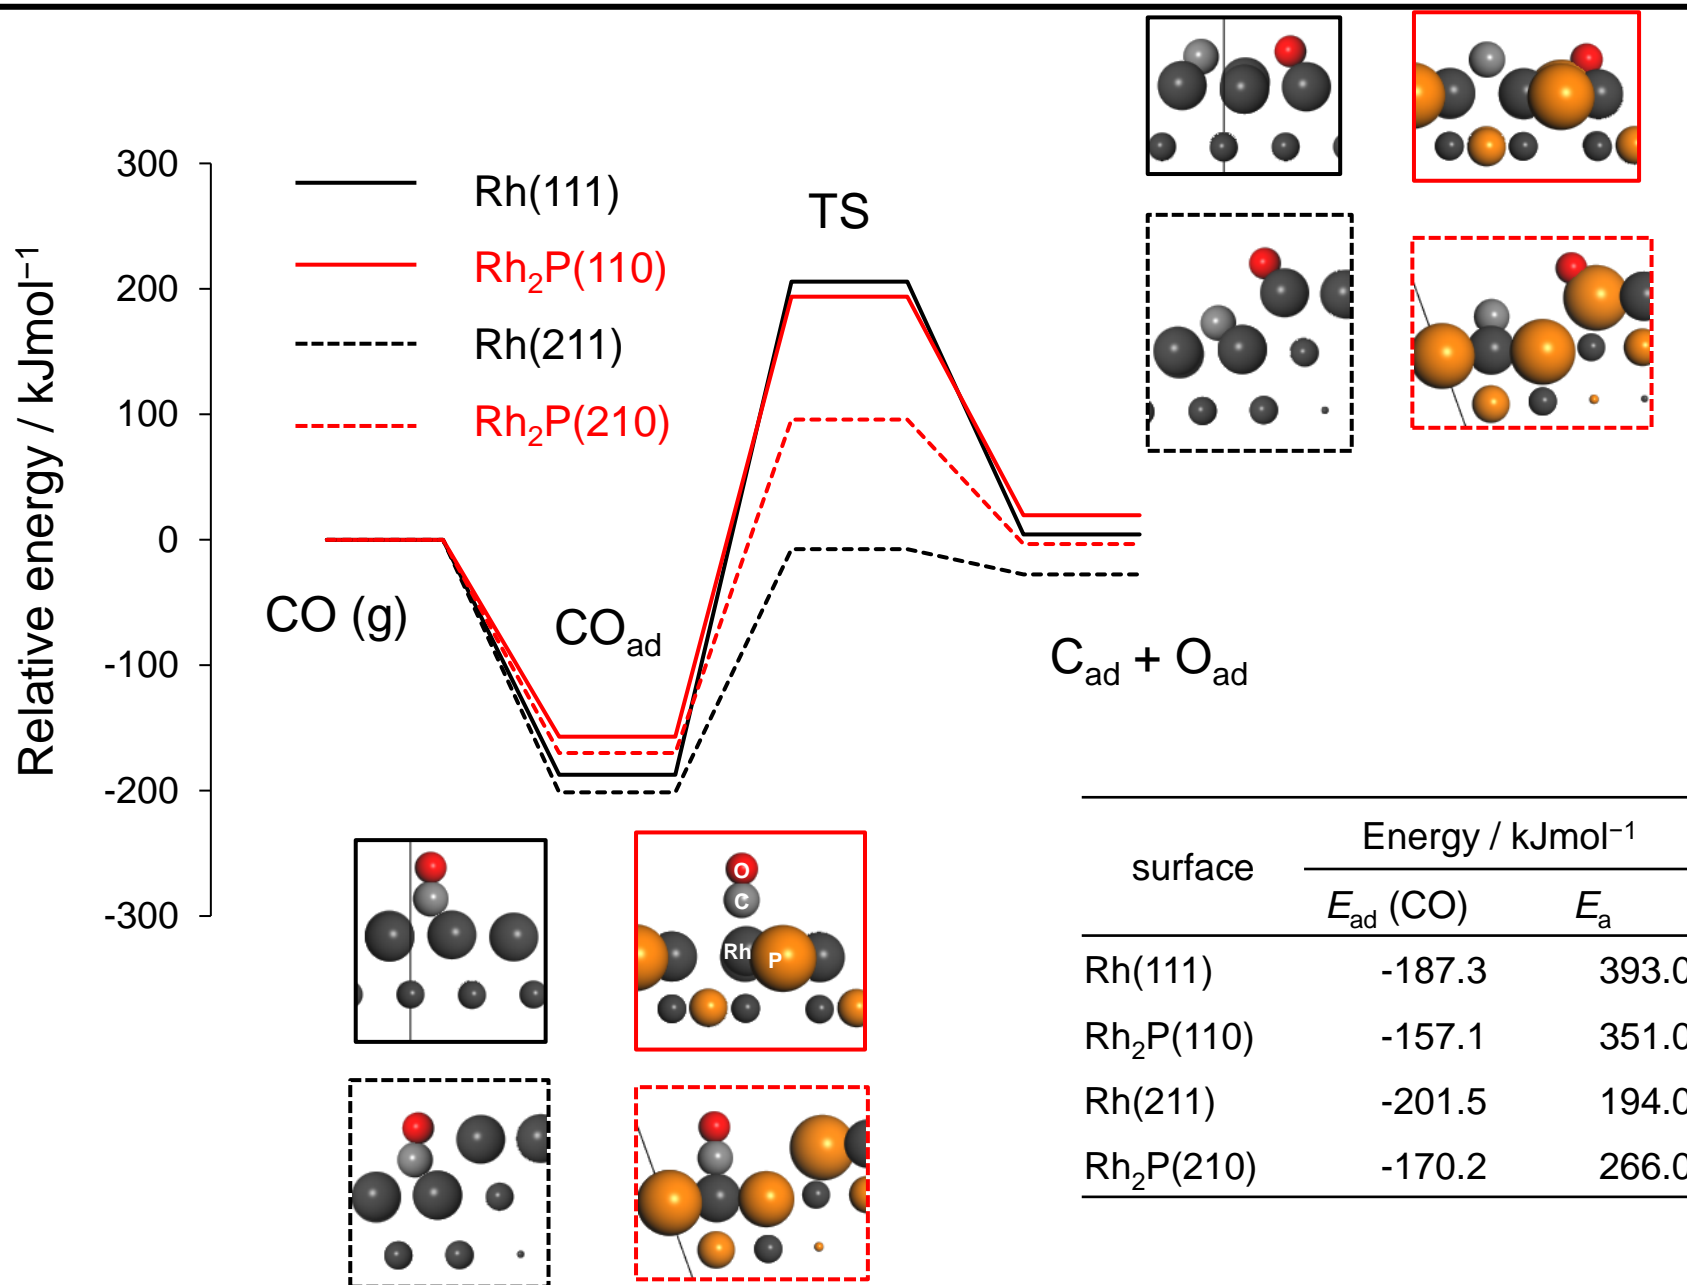 300
200
100
0
-100
-200
-300
Relative energy / kJmol⁻¹
Rh(111)
Rh₂P(110)
Rh(211)
Rh₂P(210)
TS
CO (g)
COad
Cad + Oad
O
C
Rh
P
surface
Energy / kJmol⁻¹
Ead (CO) Ea
Rh(111) -187.3 393.0
Rh₂P(110) -157.1 351.0
Rh(211) -201.5 194.0
Rh₂P(210) -170.2 266.0